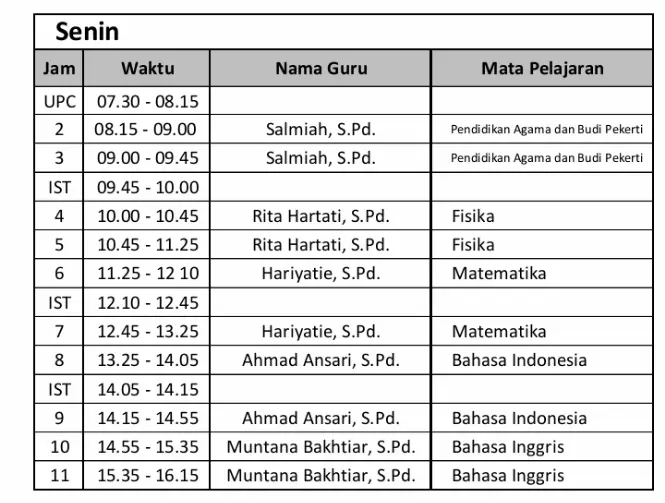 Senin
Jam Waktu Nama Guru Mata Pelajaran
UPC 07.30 - 08.15
2 08.15 - 09.00 Salmiah, S.Pd. Pendidikan Agama dan Budi Pekerti
3 09.00 - 09.45 Salmiah, S.Pd. Pendidikan Agama dan Budi Pekerti
IST 09.45 - 10.00
4 10.00 - 10.45 Rita Hartati, S.Pd. Fisika
5 10.45 - 11.25 Rita Hartati, S.Pd. Fisika
6 11.25 - 12 10 Hariyatie, S.Pd. Matematika
IST 12.10 - 12.45
7 12.45 - 13.25 Hariyatie, S.Pd. Matematika
8 13.25 - 14.05 Ahmad Ansari, S.Pd. Bahasa Indonesia
IST 14.05 - 14.15
9 14.15 - 14.55 Ahmad Ansari, S.Pd. Bahasa Indonesia
10 14.55 - 15.35 Muntana Bakhtiar, S.Pd. Bahasa Inggris
11 15.35 - 16.15 Muntana Bakhtiar, S.Pd. Bahasa Inggris